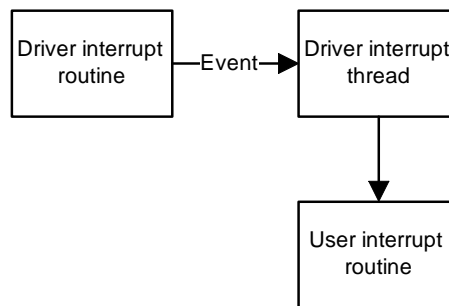 Driver interrupt
routine
Event
Driver interrupt
thread
User interrupt
routine